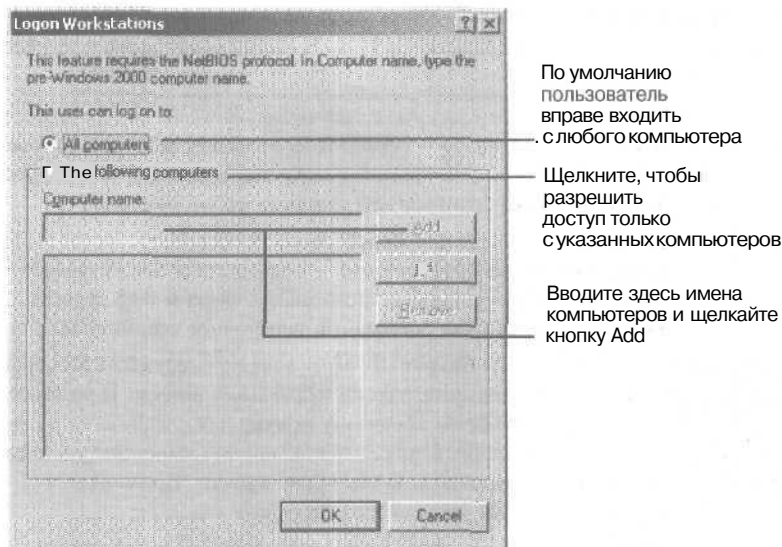 Logon Workstations
This feature requires the NetBIOS protocol. In Computer name, type the
pre-Windows 2000 computer name.
This user can log on to:
All computers
The following computers
Computer name:
Add
Remove
OK
Cancel
По умолчанию
пользователь
вправе входить
с любого компьютера
Щелкните, чтобы
разрешить
доступ только
с указанных компьютеров
Вводите здесь имена
компьютеров и щелкайте
кнопку Add